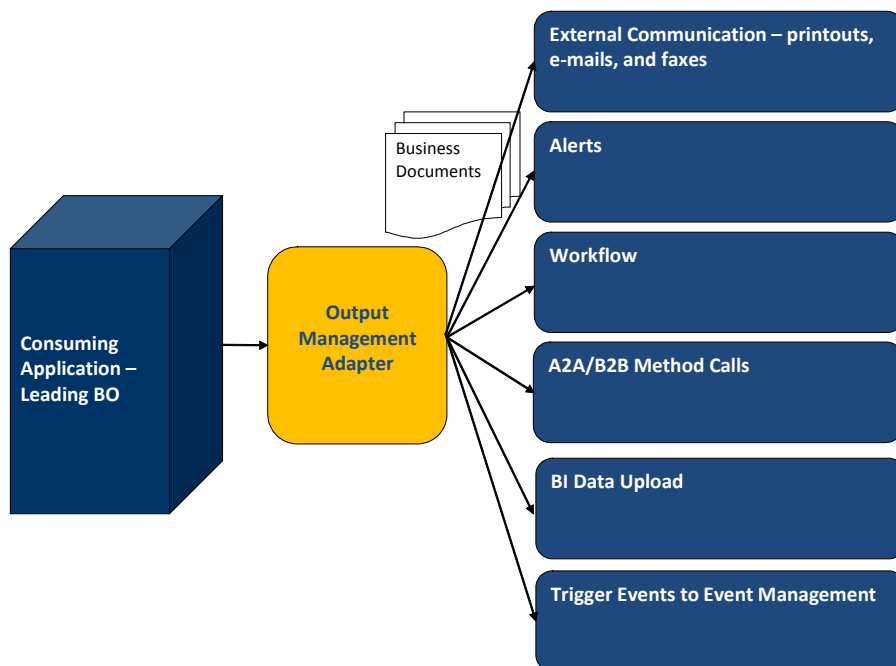 External Communication – printouts,
e-mails, and faxes
Business
Documents
Alerts
Workflow
Output
Management
Adapter
Consuming
Application –
Leading BO
A2A/B2B Method Calls
BI Data Upload
Trigger Events to Event Management